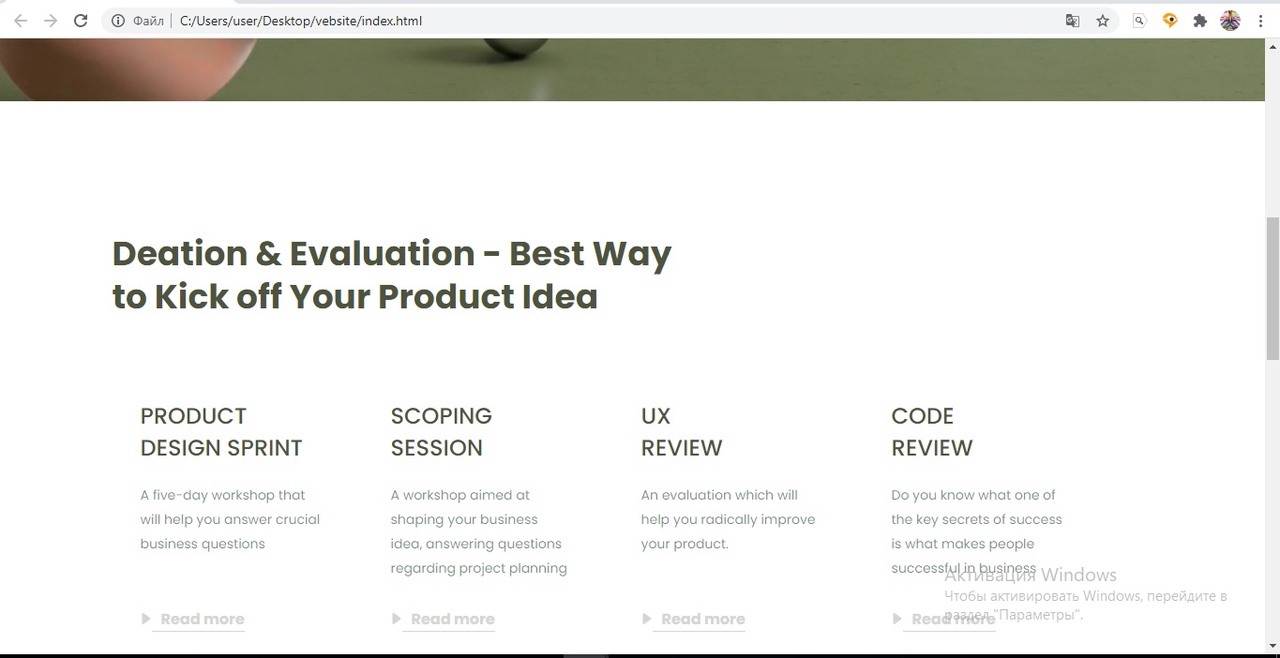 Файл
C:/Users/user/Desktop/vebsite/index.html
Deation & Evaluation - Best Way
to Kick off Your Product Idea
PRODUCT
DESIGN SPRINT
A five-day workshop that
will help you answer crucial
business questions
Read more
SCOPING
SESSION
A workshop aimed at
shaping your business
idea, answering questions
regarding project planning
Read more
UX
REVIEW
An evaluation which will
help you radically improve
your product.
Read more
CODE
REVIEW
Do you know what one of
the key secrets of success
is what makes people
successful in business
Read more
Активация Windows
Чтобы активировать Windows, перейдите в
раздел "Параметры".